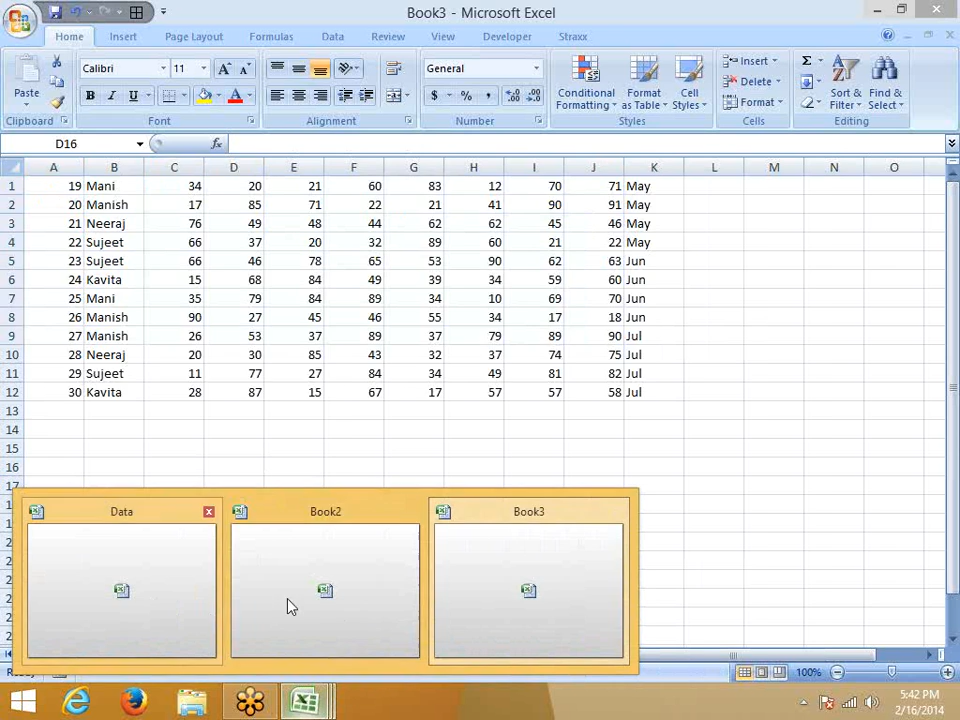 Book3 - Microsoft Excel
Home Insert Page Layout Formulas Data Review View Developer Straxx
Paste
Clipboard
Calibri 11
B I U
Font
Alignment
General
$ % ,
Number
Conditional Formatting
Format as Table
Cell Styles
Styles
Insert
Delete
Format
Cells
Σ
Sort & Filter
Find & Select
Editing
D16 fx
A B C D E F G H I J K L M N O
1 19 Mani 34 20 21 60 83 12 70 71 May
2 20 Manish 17 85 71 22 21 41 90 91 May
3 21 Neeraj 76 49 48 44 62 62 45 46 May
4 22 Sujeet 66 37 20 32 89 60 21 22 May
5 23 Sujeet 66 46 78 65 53 90 62 63 Jun
6 24 Kavita 15 68 84 49 39 34 59 60 Jun
7 25 Mani 35 79 84 89 34 10 69 70 Jun
8 26 Manish 90 27 45 46 55 34 17 18 Jun
9 27 Manish 26 53 37 89 37 79 89 90 Jul
10 28 Neeraj 20 30 85 43 32 37 74 75 Jul
11 29 Sujeet 11 77 27 84 34 49 81 82 Jul
12 30 Kavita 28 87 15 67 17 57 57 58 Jul
13
14
15
16
17
Data Book2 Book3
100%
5:42 PM
2/16/2014